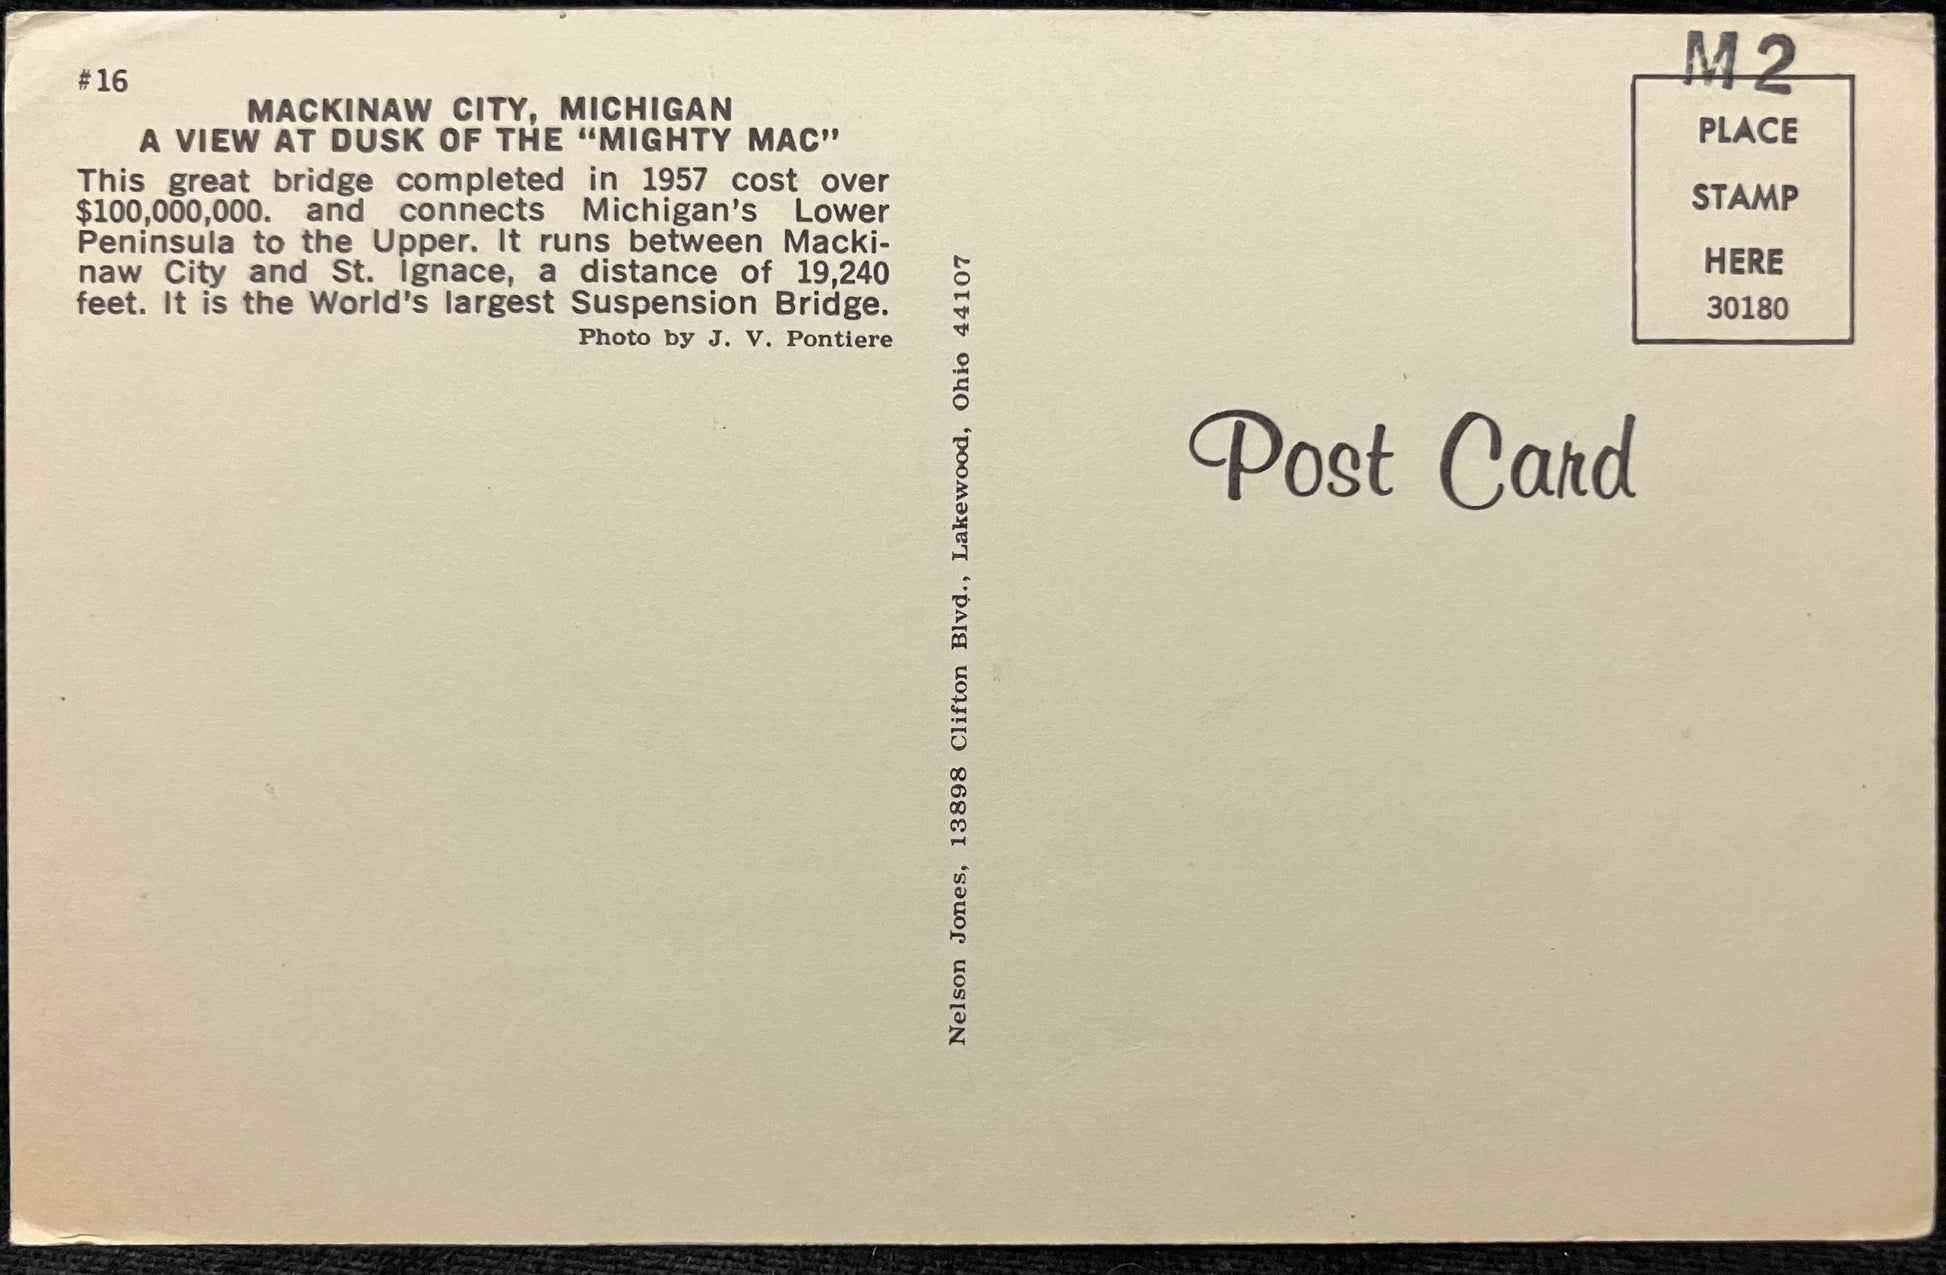 #16
MACKINAW CITY, MICHIGAN
A VIEW AT DUSK OF THE “MIGHTY MAC”
This great bridge completed in 1957 cost over
$100,000,000. and connects Michigan's Lower
Peninsula to the Upper. It runs between Macki-
naw City and St. Ignace, a distance of 19,240
feet. It is the World's largest Suspension Bridge.
Photo by J. V. Pontiere
Nelson Jones, 13898 Clifton Blvd., Lakewood, Ohio 44107
M2
PLACE
STAMP
HERE
30180
Post Card